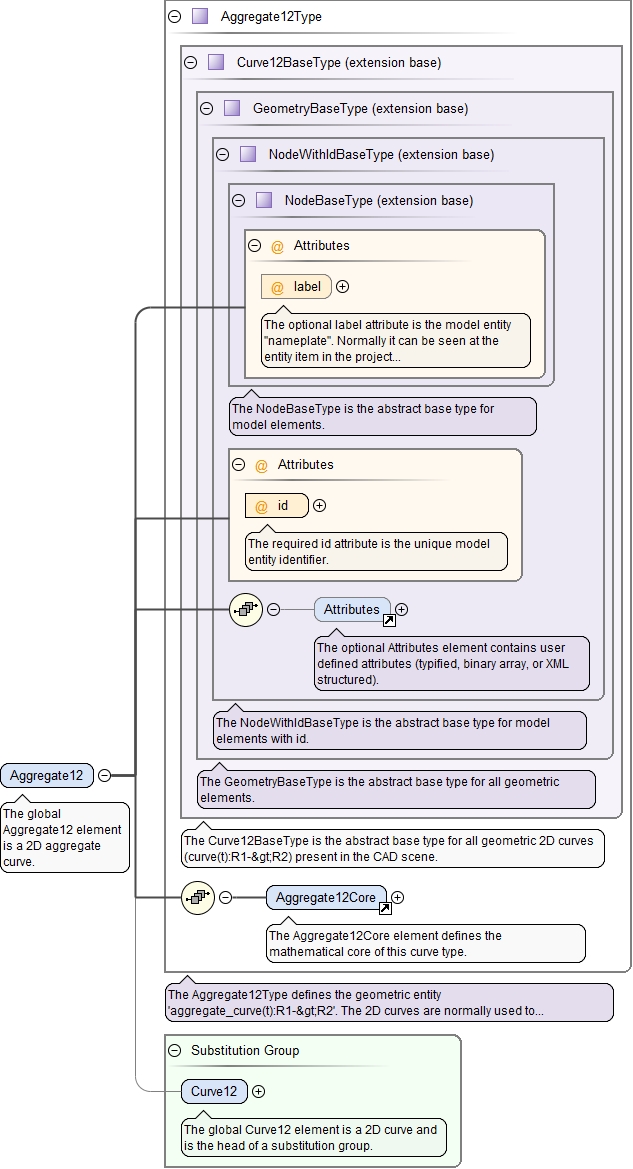 Aggregate12Type
Curve12BaseType (extension base)
GeometryBaseType (extension base)
NodeWithIdBaseType (extension base)
NodeBaseType (extension base)
@ Attributes
@ label
The optional label attribute is the model entity
"nameplate". Normally it can be seen at the
entity item in the project...
The NodeBaseType is the abstract base type for
model elements.
@ Attributes
@ id
The required id attribute is the unique model
entity identifier.
Attributes
The optional Attributes element contains user
defined attributes (typified, binary array, or XML
structured).
The NodeWithIdBaseType is the abstract base type for model
elements with id.
The GeometryBaseType is the abstract base type for all geometric
elements.
Aggregate12
The global
Aggregate12 element
is a 2D aggregate
curve.
The Curve12BaseType is the abstract base type for all geometric 2D curves
(curve(t):R1-&gt;R2) present in the CAD scene.
Aggregate12Core
The Aggregate12Core element defines the
mathematical core of this curve type.
The Aggregate12Type defines the geometric entity
'aggregate_curve(t):R1-&gt;R2'. The 2D curves are normally used to...
Substitution Group
Curve12
The global Curve12 element is a 2D curve and
is the head of a substitution group.